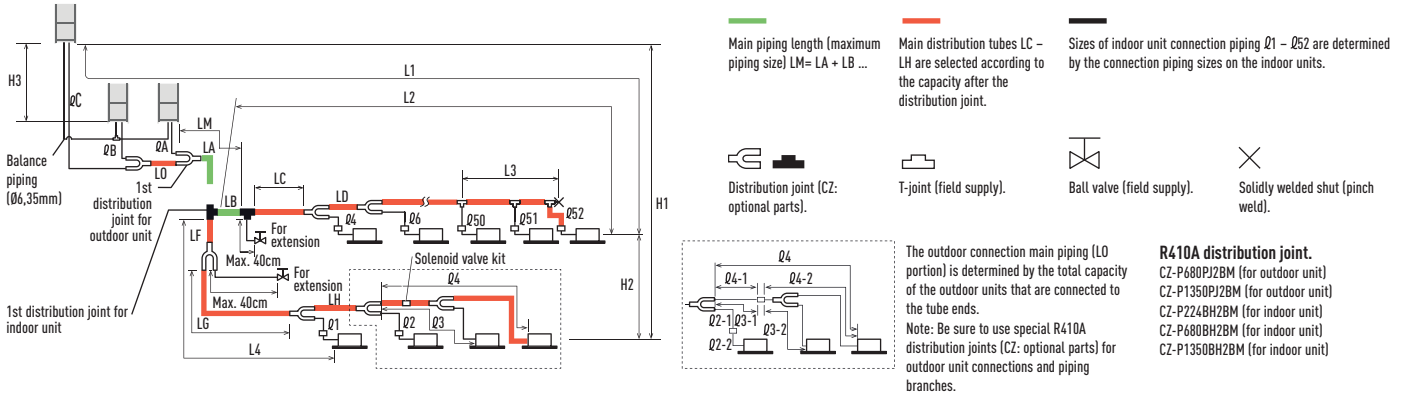 H3
ℓC
ℓB
ℓA
LM
LA
LO
Balance
piping
(Ø6,35mm)
1st
distribution
joint for
outdoor unit
L1
L2
L3
LB
LC
LD
ℓ4
ℓ6
ℓ50
ℓ51
ℓ52
H1
H2
For
extension
LF
Max. 40cm
For
extension
Max. 40cm
1st distribution joint for
indoor unit
LG
L4
LH
Solenoid valve kit
ℓ4
ℓ1
ℓ2
ℓ3
Main piping length (maximum
piping size) LM= LA + LB ...
Main distribution tubes LC –
LH are selected according to
the capacity after the
distribution joint.
Sizes of indoor unit connection piping ℓ1 – ℓ52 are determined
by the connection piping sizes on the indoor units.
Distribution joint (CZ:
optional parts).
T-joint (field supply).
Ball valve (field supply).
Solidly welded shut (pinch
weld).
ℓ4
ℓ4-1
ℓ4-2
ℓ2-1
ℓ3-1
ℓ3-2
ℓ2-2
The outdoor connection main piping (LO
portion) is determined by the total capacity
of the outdoor units that are connected to
the tube ends.
Note: Be sure to use special R410A
distribution joints (CZ: optional parts) for
outdoor unit connections and piping
branches.
R410A distribution joint.
CZ-P680PJ2BM (for outdoor unit)
CZ-P1350PJ2BM (for outdoor unit)
CZ-P224BH2BM (for indoor unit)
CZ-P680BH2BM (for indoor unit)
CZ-P1350BH2BM (for indoor unit)